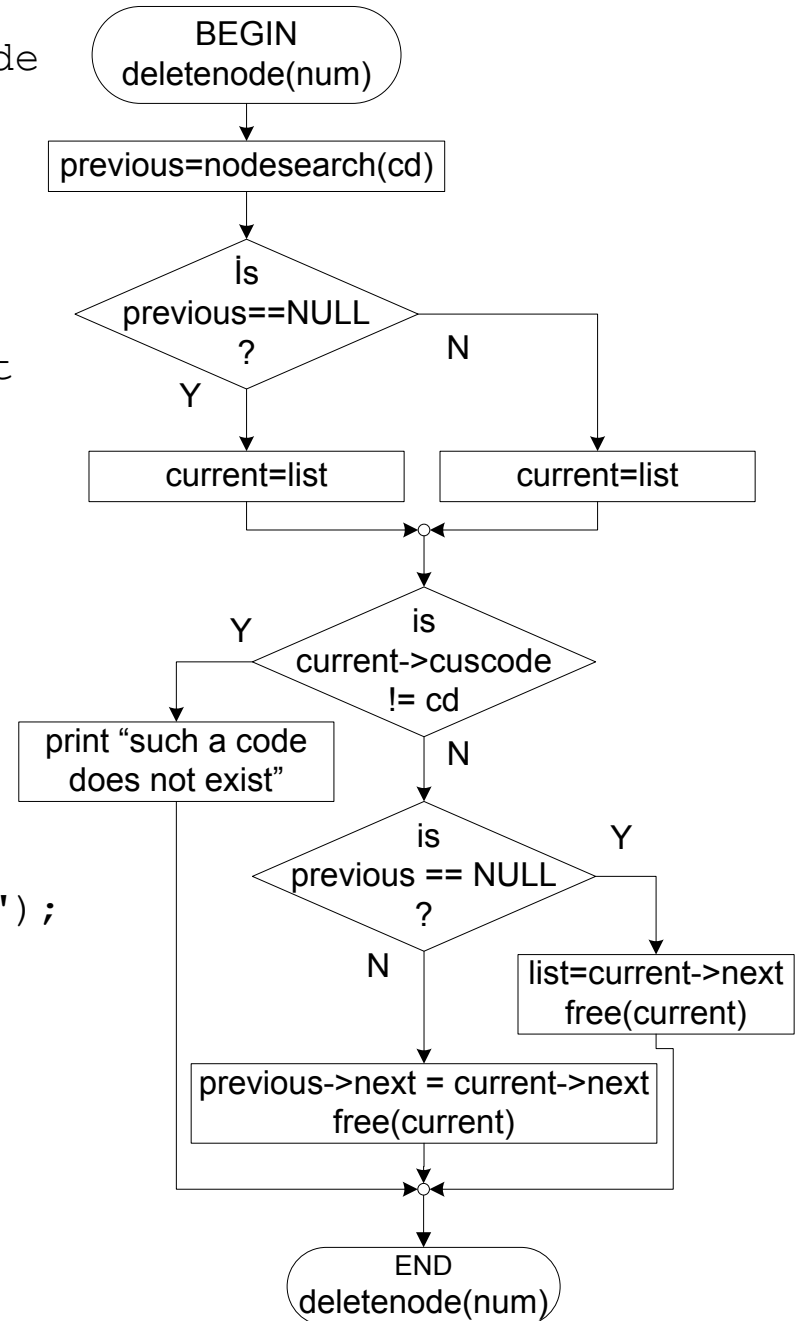 de
BEGIN
deletenode(num)
previous=nodesearch(cd)
İs
previous==NULL
?
N
t
Y
current=list
current=list
Y
is
current->cuscode
!= cd
print “such a code
does not exist”
N
is
previous == NULL
?
Y
");
N
list=current->next
free(current)
previous->next = current->next
free(current)
END
deletenode(num)